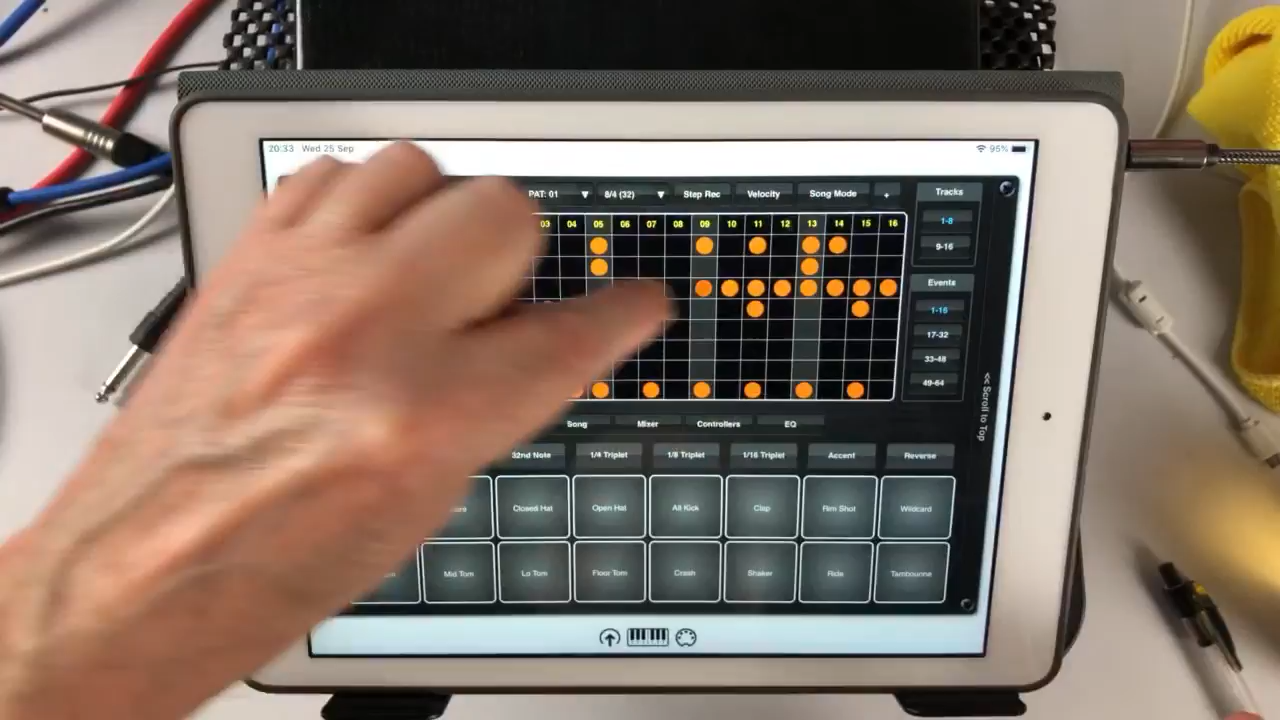 20:33 Wed 25 Sep 95%
PAT: 01 ▼ 8/4 (32) ▼ Step Rec Velocity Song Mode + Tracks
03 04 05 06 07 08 09 10 11 12 13 14 15 16
1-8
9-16
Events
1-16
17-32
33-48
49-64
<< Scroll to Top
Song Mixer Controllers EQ
32nd Note 1/4 Triplet 1/8 Triplet 1/16 Triplet Accent Reverse
Closed Hat Open Hat Alt Kick Clap Rim Shot Wildcard
Mid Tom Lo Tom Floor Tom Crash Shaker Ride Tambourine